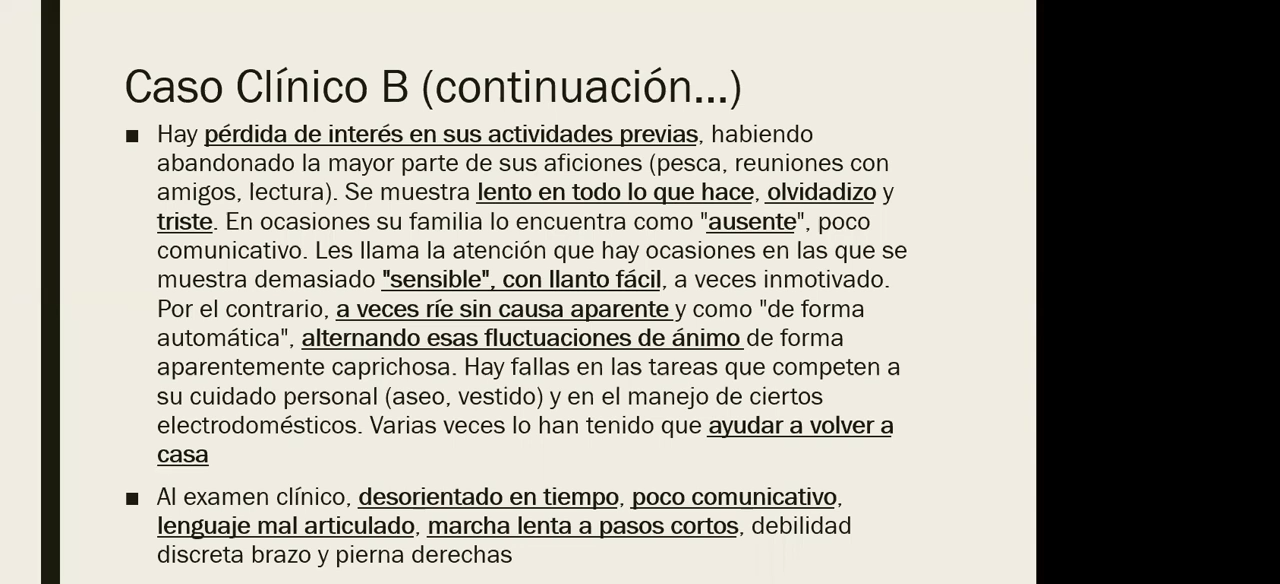 Caso Clínico B (continuación...)
■ Hay pérdida de interés en sus actividades previas, habiendo
abandonado la mayor parte de sus aficiones (pesca, reuniones con
amigos, lectura). Se muestra lento en todo lo que hace, olvidadizo y
triste. En ocasiones su familia lo encuentra como "ausente", poco
comunicativo. Les llama la atención que hay ocasiones en las que se
muestra demasiado "sensible", con llanto fácil, a veces inmotivado.
Por el contrario, a veces ríe sin causa aparente y como "de forma
automática", alternando esas fluctuaciones de ánimo de forma
aparentemente caprichosa. Hay fallas en las tareas que competen a
su cuidado personal (aseo, vestido) y en el manejo de ciertos
electrodomésticos. Varias veces lo han tenido que ayudar a volver a
casa
■ Al examen clínico, desorientado en tiempo, poco comunicativo,
lenguaje mal articulado, marcha lenta a pasos cortos, debilidad
discreta brazo y pierna derechas